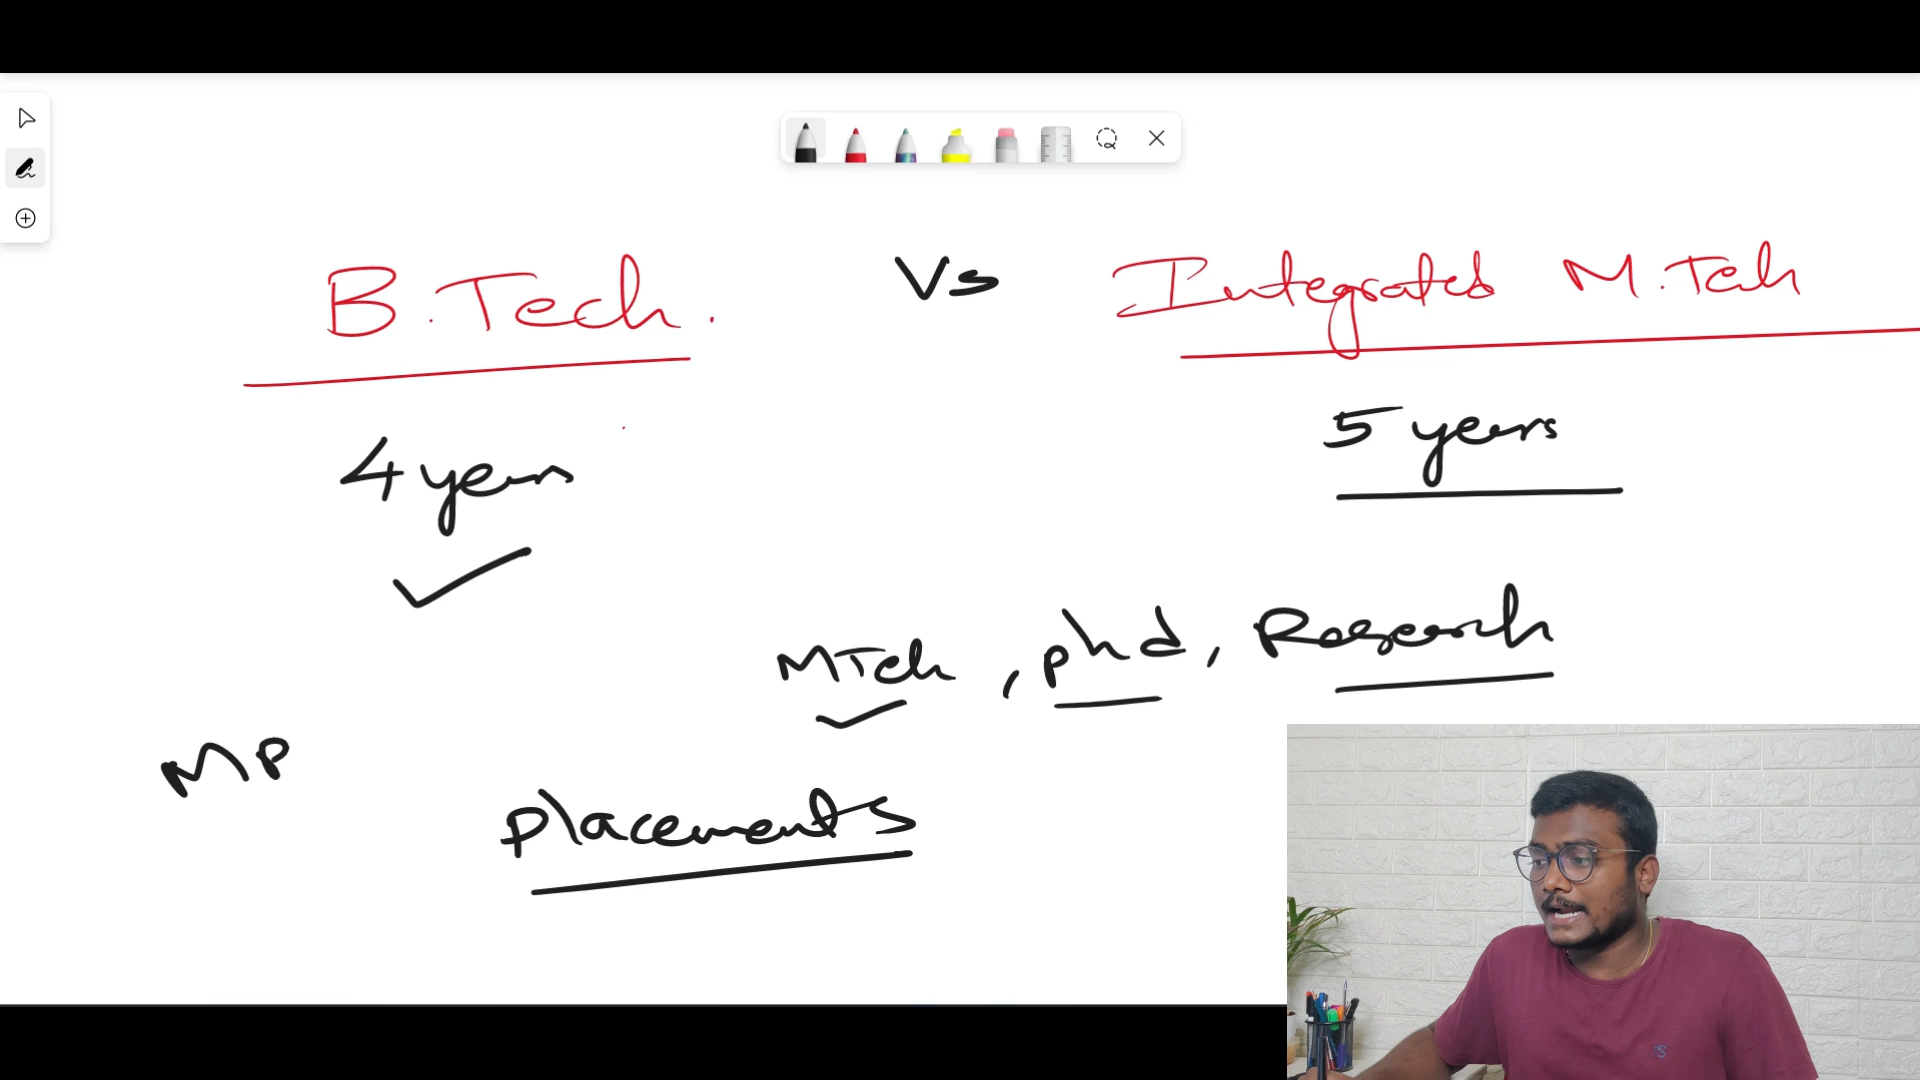 B.Tech. Vs Integrated M.Tech
4 years 5 years
MTech, phd, Research
MP
placements